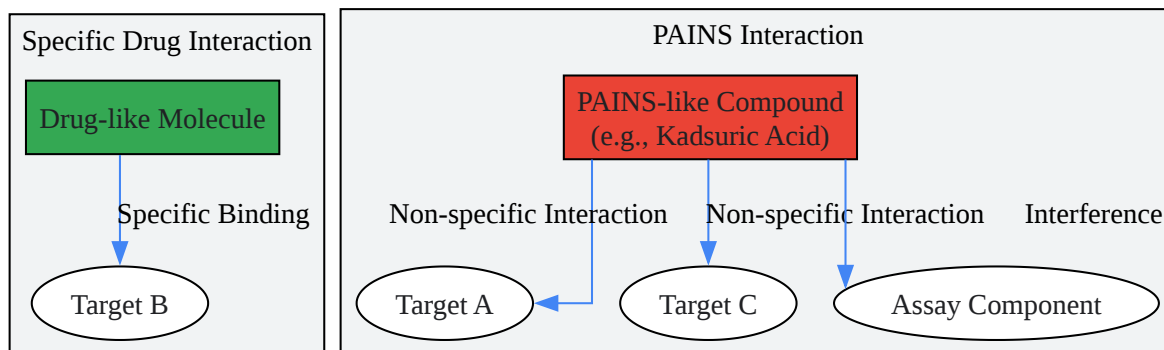 Specific Drug Interaction
Drug-like Molecule
Specific Binding
Target B
PAINS Interaction
PAINS-like Compound
(e.g., Kadsuric Acid)
Non-specific Interaction
Non-specific Interaction
Interference
Target A
Target C
Assay Component